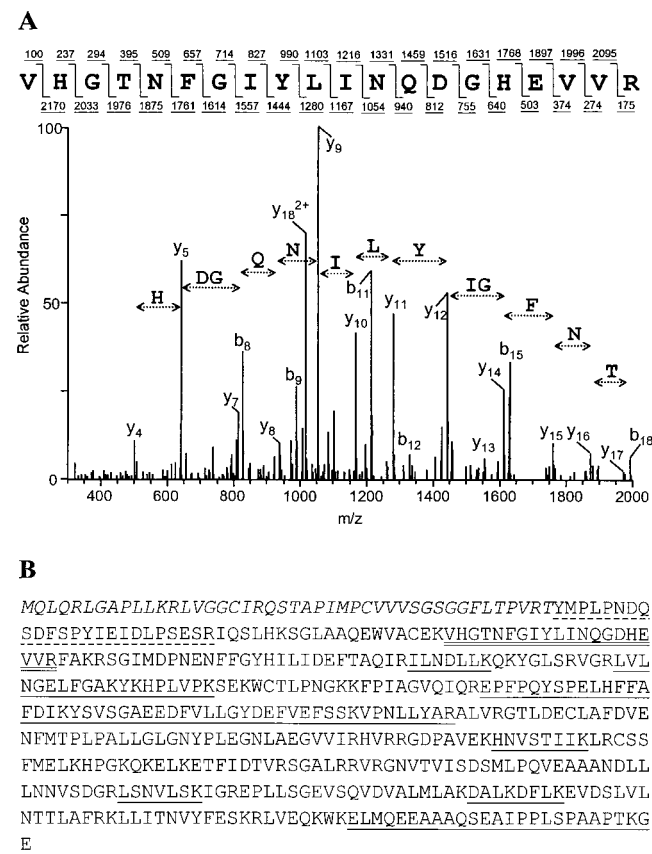 A
100 237 294 395 509 657 714 827 990 1103 1216 1331 1459 1516 1631 1768 1897 1996 2095
V H G T N F G I Y L I N Q D G H E V V R
2170 2033 1976 1875 1761 1614 1557 1444 1280 1167 1054 940 812 755 640 503 374 274 175
100
y9
y18 2+
L
Y
N
I
Q
y5
DG
b11
H
IG
50
y11
y12
F
y10
b8
b15
N
b9
y14
T
y7
y4
y8
b12
y13
y15
y16
b18
y17
0
400 600 800 1000 1200 1400 1600 1800 2000
m/z
Relative Abundance
B
MQLQRLGAPLLKRLVGGCIRQSTAPIMPCVVVSGSGGFLTPVRTYMPLPNDQ
SDFSPYIEIDLPSESRIQSLHKSGLAAQEWVACEKVHGTNFGIYLINQGDHE
VVRFAKRSGIMDPNENFFGYHILIDEFTAQIRILNDLLKQKYGLSRVGRLVL
NGELFGAKYKHPLVPKSEKWCTLPNGKKFPIAGVQIQREPFPQYSPELHFFA
FDIKYSVSGAEEDFVLLGYDEFVEFSSKVPNLLYARALVRGTLDECLAFDVE
NFMTPLPALLGLGNYPLEGNLAEGVVIRHVRRGDPAVEKHNVSTIIKLRCSS
FMELKHPGKQKELKETFIDTVRSGALRRVRGNVTVISDSMLPQVEAAANDLL
LNNVSDGRLSNVLSKIGREPLLSGEVSQVDVALMLAKDALKDFLKEVDSLVL
NTTLAFRKLLITNVYFESKRLVEQKWKELMQEEAAAQSEAIPPLSPAAPTKG
E